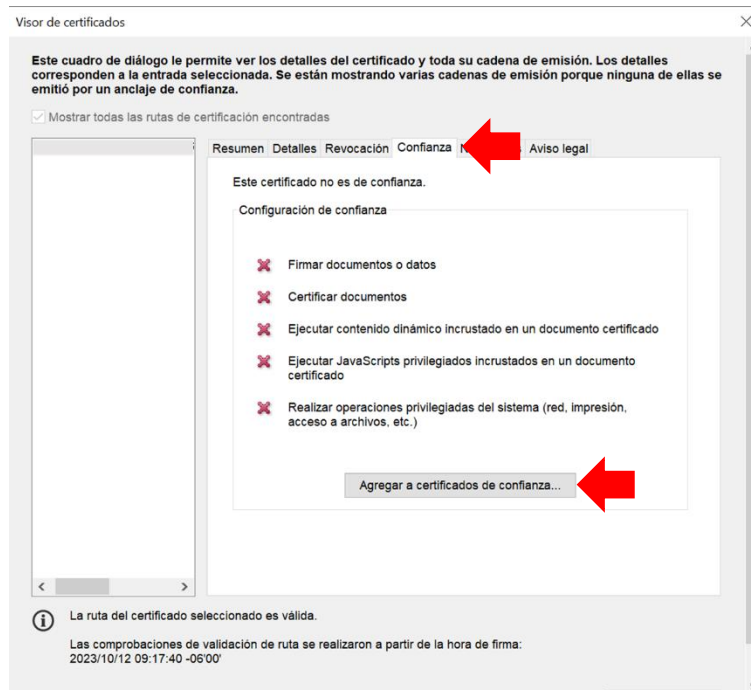 Visor de certificados
Este cuadro de diálogo le permite ver los detalles del certificado y toda su cadena de emisión. Los detalles
corresponden a la entrada seleccionada. Se están mostrando varias cadenas de emisión porque ninguna de ellas se
emitió por un anclaje de confianza.
Mostrar todas las rutas de certificación encontradas
Resumen Detalles Revocación Confianza Aviso legal
Este certificado no es de confianza.
Configuración de confianza
Firmar documentos o datos
Certificar documentos
Ejecutar contenido dinámico incrustado en un documento certificado
Ejecutar JavaScripts privilegiados incrustados en un documento
certificado
Realizar operaciones privilegiadas del sistema (red, impresión,
acceso a archivos, etc.)
Agregar a certificados de confianza...
La ruta del certificado seleccionado es válida.
Las comprobaciones de validación de ruta se realizaron a partir de la hora de firma:
2023/10/12 09:17:40 -06'00'